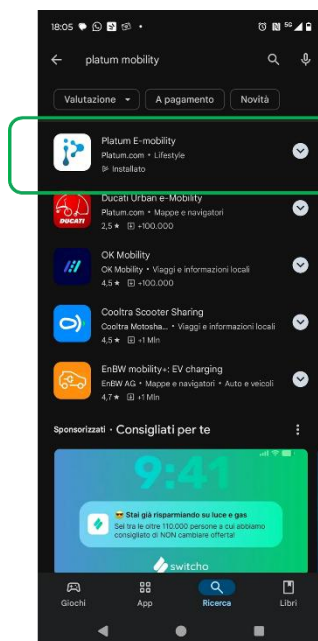 18:05
5G
platum mobility
Valutazione
A pagamento
Novità
Platum E-mobility
Platum.com • Lifestyle
Installato
Ducati Urban e-Mobility
Platum.com • Mappe e navigatori
2,5 ★ +100.000
DUCATI
OK Mobility
OK Mobility • Viaggi e informazioni locali
4,5 ★ +100.000
Cooltra Scooter Sharing
Cooltra Motosha... • Viaggi e informazioni locali
4,5 ★ +1 Mln
EnBW mobility+: EV charging
EnBW AG • Mappe e navigatori • Auto e veicoli
4,7 ★ +1 Mln
Sponsorizzati • Consigliati per te
9:41
😎 Stai già risparmiando su luce e gas
Sei tra le oltre 110.000 persone a cui abbiamo
consigliato di NON cambiare offerta!
switcho
Giochi
App
Ricerca
Libri